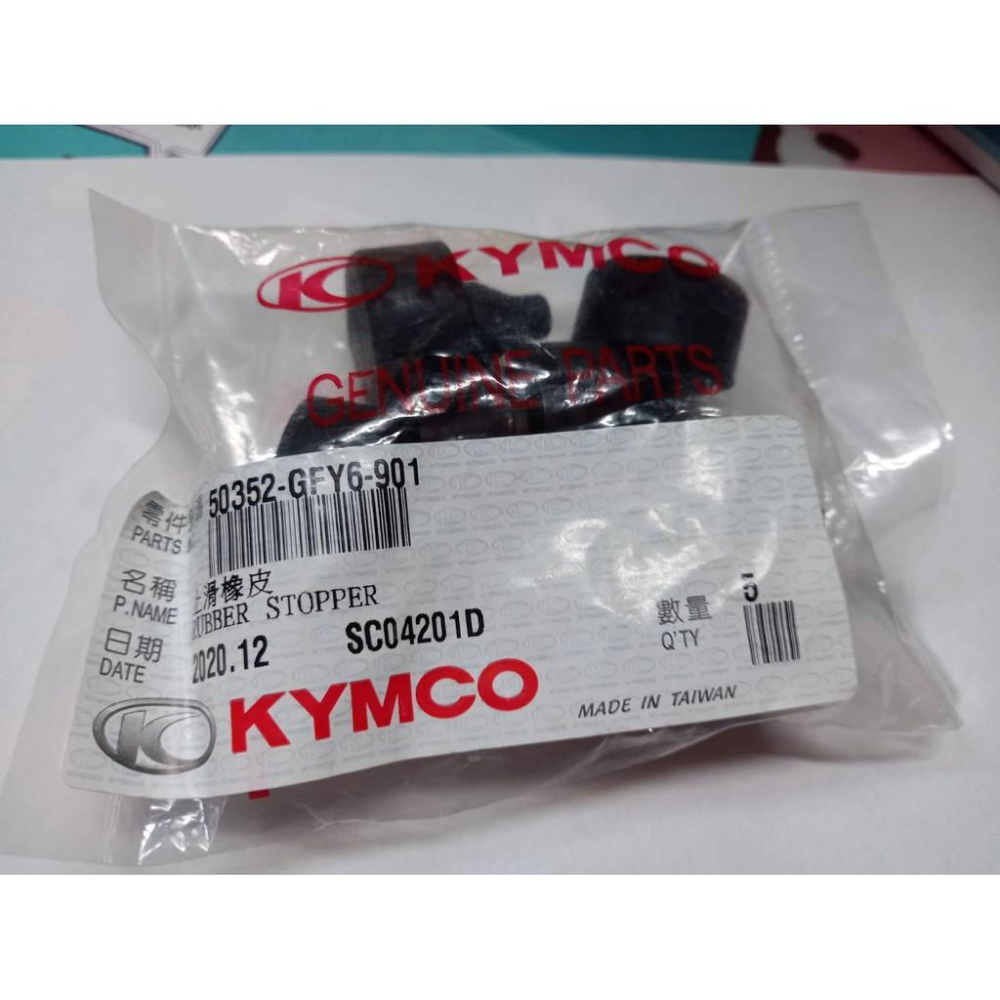 KYMCO
GENUINE PARTS
零件 50352-GFY6-901
PARTS
名稱 止滑橡皮
P.NAME RUBBER STOPPER
日期 2020.12 SC04201D
DATE
數量 5
Q'TY
KYMCO
MADE IN TAIWAN